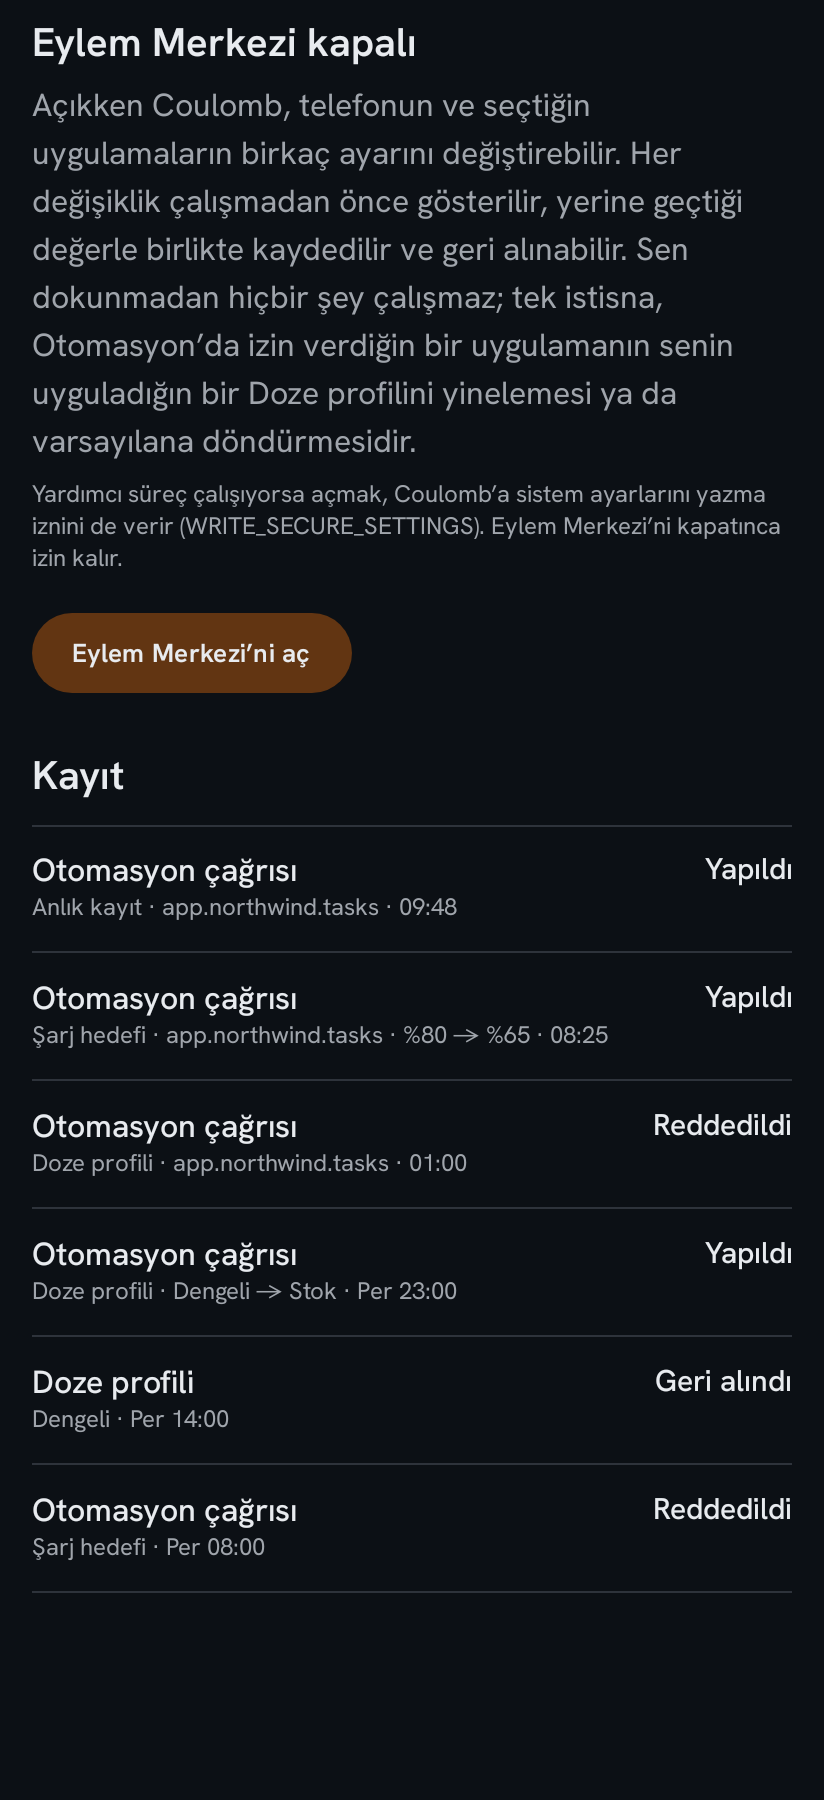 Eylem Merkezi kapalı
Açıkken Coulomb, telefonun ve seçtiğin
uygulamaların birkaç ayarını değiştirebilir. Her
değişiklik çalışmadan önce gösterilir, yerine geçtiği
değerle birlikte kaydedilir ve geri alınabilir. Sen
dokunmadan hiçbir şey çalışmaz; tek istisna,
Otomasyon’da izin verdiğin bir uygulamanın senin
uyguladığın bir Doze profilini yinelemesi ya da
varsayılana döndürmesidir.
Yardımcı süreç çalışıyorsa açmak, Coulomb’a sistem ayarlarını yazma
iznini de verir (WRITE_SECURE_SETTINGS). Eylem Merkezi’ni kapatınca
izin kalır.
Eylem Merkezi’ni aç
Kayıt
Otomasyon çağrısı Yapıldı
Anlık kayıt · app.northwind.tasks · 09:48
Otomasyon çağrısı Yapıldı
Şarj hedefi · app.northwind.tasks · %80 → %65 · 08:25
Otomasyon çağrısı Reddedildi
Doze profili · app.northwind.tasks · 01:00
Otomasyon çağrısı Yapıldı
Doze profili · Dengeli → Stok · Per 23:00
Doze profili Geri alındı
Dengeli · Per 14:00
Otomasyon çağrısı Reddedildi
Şarj hedefi · Per 08:00